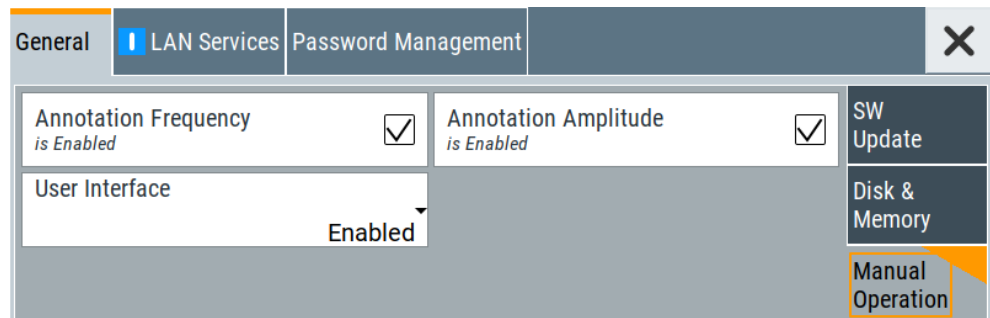 General
LAN Services
Password Management
Annotation Frequency
is Enabled
Annotation Amplitude
is Enabled
User Interface
Enabled
SW
Update
Disk &
Memory
Manual
Operation